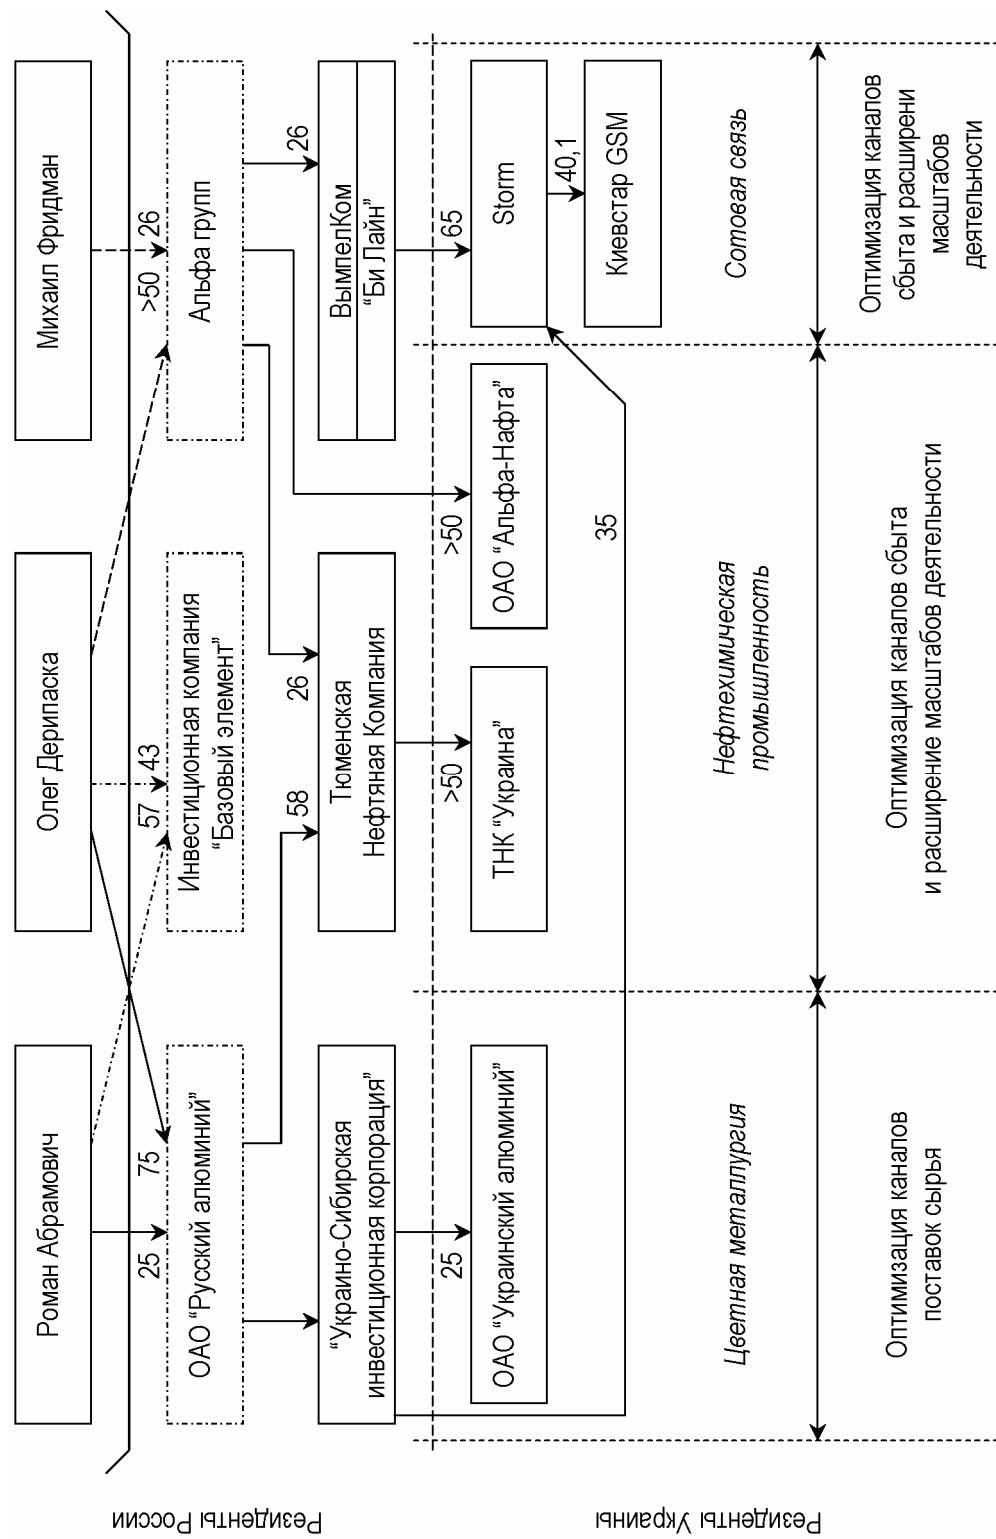 Роман Абрамович
Олег Дерипаска
Михаил Фридман
25
75
57
43
>50
26
ОАО “Русский алюминий”
Инвестиционная компания
“Базовый элемент”
Альфа групп
58
26
26
“Украино-Сибирская
инвестиционная корпорация”
Тюменская
Нефтяная Компания
ВымпелКом
“Би Лайн”
25
>50
>50
65
ОАО “Украинский алюминий”
ТНК “Украина”
ОАО “Альфа-Нафта”
Storm
40,1
Киевстар GSM
35
Цветная металлургия
Нефтехимическая
промышленность
Сотовая связь
Оптимизация каналов
поставок сырья
Оптимизация каналов сбыта
и расширение масштабов деятельности
Оптимизация каналов
сбыта и расширени
масштабов
деятельности
Резиденты России
Резиденты Украины